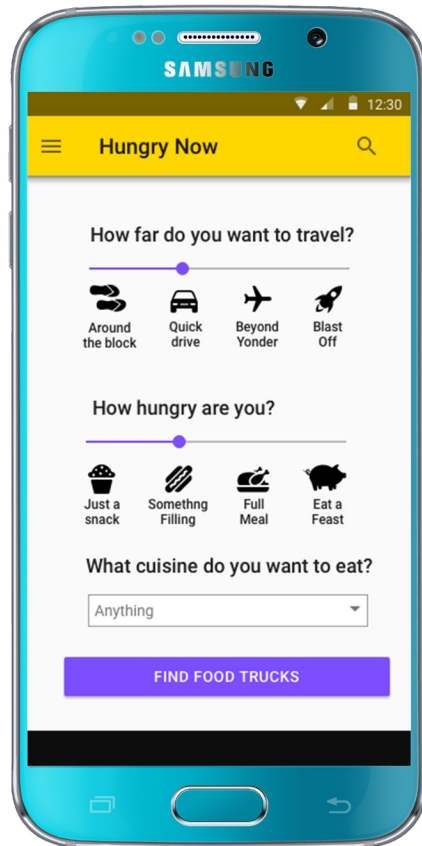 SAMSUNG
12:30
Hungry Now
How far do you want to travel?
Around
the block
Quick
drive
Beyond
Yonder
Blast
Off
How hungry are you?
Just a
snack
Somethng
Filling
Full
Meal
Eat a
Feast
What cuisine do you want to eat?
Anything
FIND FOOD TRUCKS